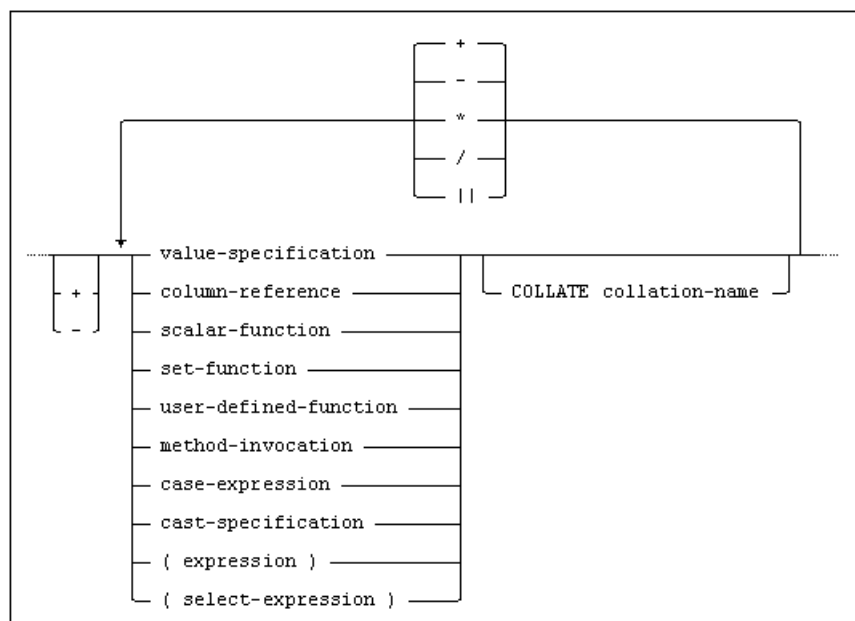 +
-
*
/
||
value-specification
+ column-reference COLLATE collation-name
- scalar-function
set-function
user-defined-function
method-invocation
case-expression
cast-specification
( expression )
( select-expression )